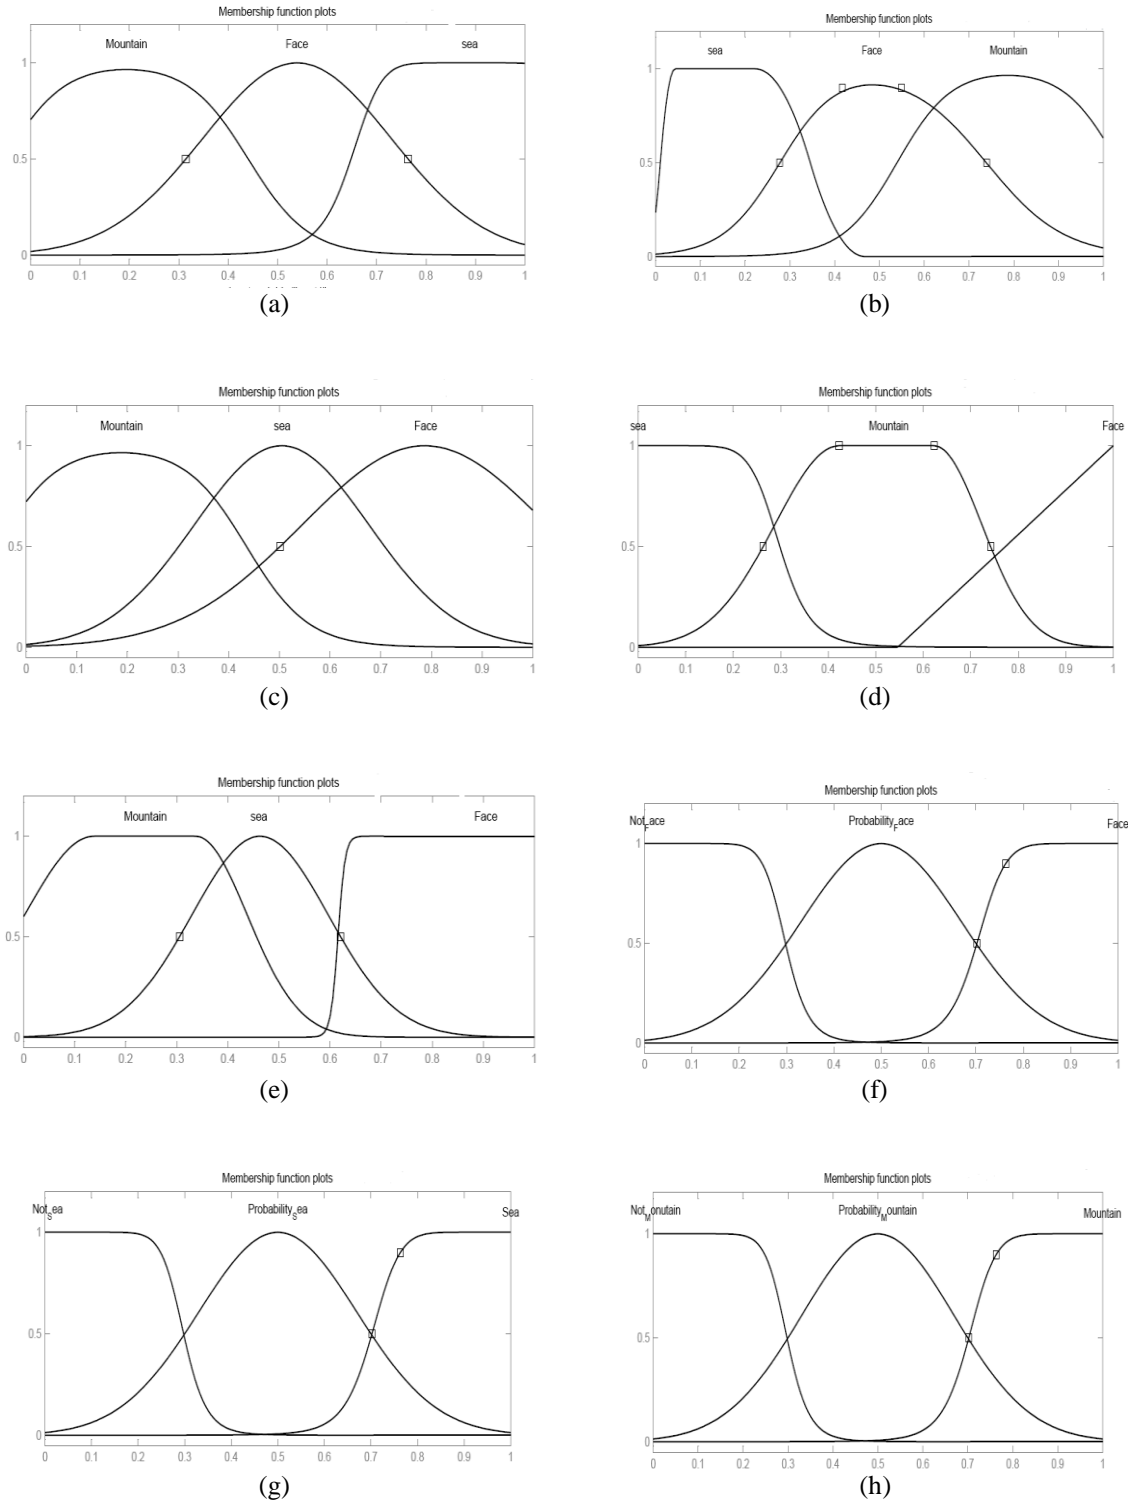 Membership function plots
Mountain Face sea
1
0.5
0
0 0.1 0.2 0.3 0.4 0.5 0.6 0.7 0.8 0.9 1
(a)
Membership function plots
sea Face Mountain
1
0.5
0
0 0.1 0.2 0.3 0.4 0.5 0.6 0.7 0.8 0.9 1
(b)
Membership function plots
Mountain sea Face
1
0.5
0
0 0.1 0.2 0.3 0.4 0.5 0.6 0.7 0.8 0.9 1
(c)
Membership function plots
sea Mountain Face
1
0.5
0
0 0.1 0.2 0.3 0.4 0.5 0.6 0.7 0.8 0.9 1
(d)
Membership function plots
Mountain sea Face
1
0.5
0
0 0.1 0.2 0.3 0.4 0.5 0.6 0.7 0.8 0.9 1
(e)
Membership function plots
Not_Face Probability_Face Face
1
0.5
0
0 0.1 0.2 0.3 0.4 0.5 0.6 0.7 0.8 0.9 1
(f)
Membership function plots
Not_Sea Probability_Sea Sea
1
0.5
0
0 0.1 0.2 0.3 0.4 0.5 0.6 0.7 0.8 0.9 1
(g)
Membership function plots
Not_Monutain Probability_Mountain Mountain
1
0.5
0
0 0.1 0.2 0.3 0.4 0.5 0.6 0.7 0.8 0.9 1
(h)